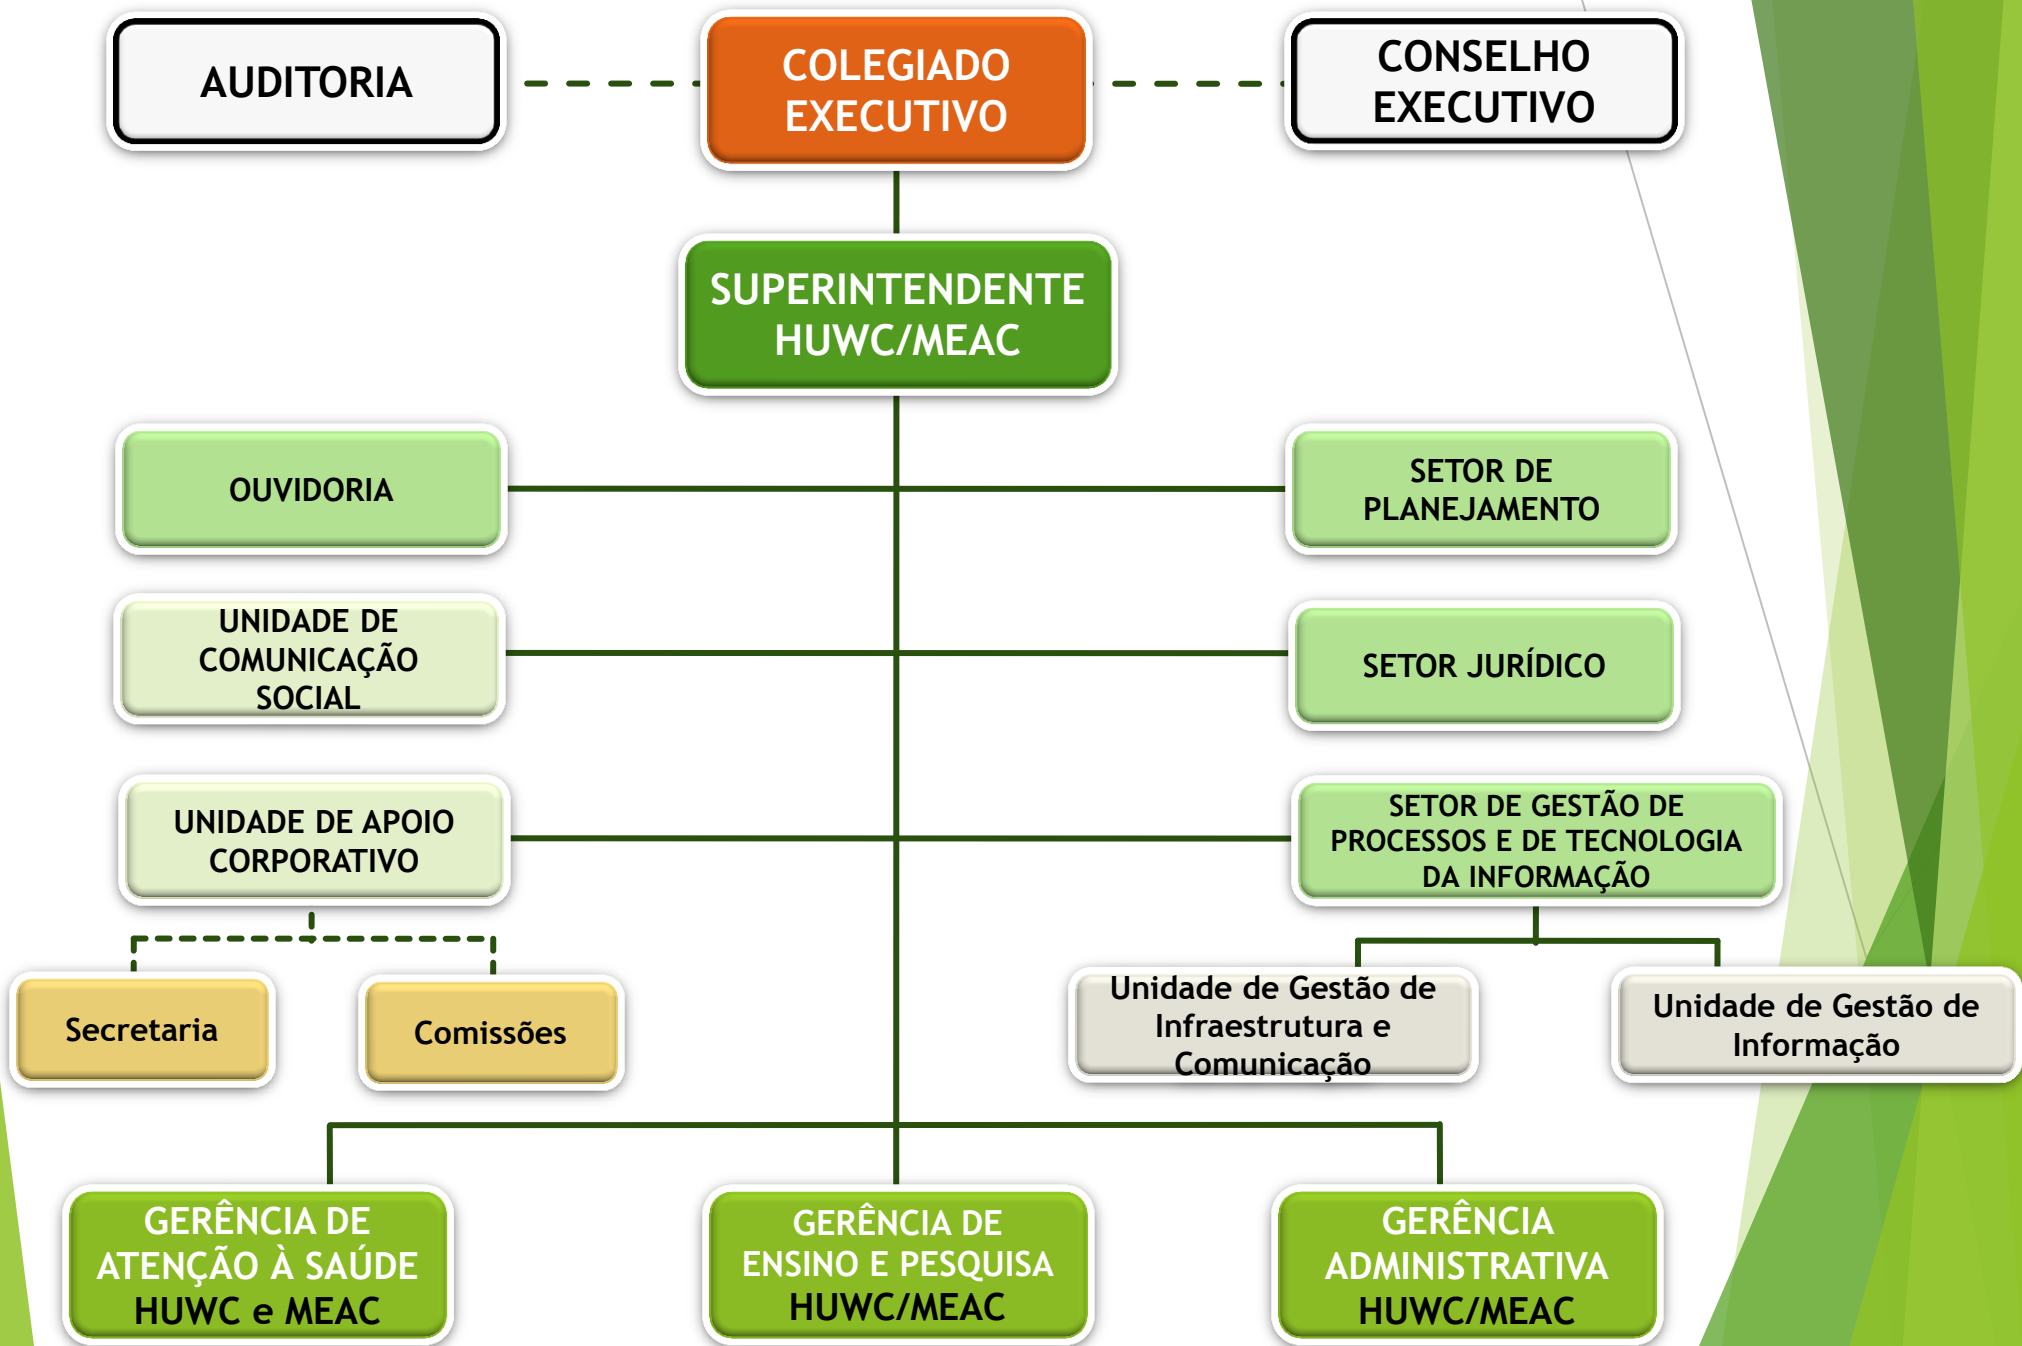 AUDITORIA
COLEGIADO
EXECUTIVO
CONSELHO
EXECUTIVO
SUPERINTENDENTE
HUWC/MEAC
OUVIDORIA
SETOR DE
PLANEJAMENTO
UNIDADE DE
COMUNICAÇÃO
SOCIAL
SETOR JURÍDICO
UNIDADE DE APOIO
CORPORATIVO
SETOR DE GESTÃO DE
PROCESSOS E DE TECNOLOGIA
DA INFORMAÇÃO
Secretaria
Comissões
Unidade de Gestão de
Infraestrutura e
Comunicação
Unidade de Gestão de
Informação
GERÊNCIA DE
ATENÇÃO À SAÚDE
HUWC e MEAC
GERÊNCIA DE
ENSINO E PESQUISA
HUWC/MEAC
GERÊNCIA
ADMINISTRATIVA
HUWC/MEAC